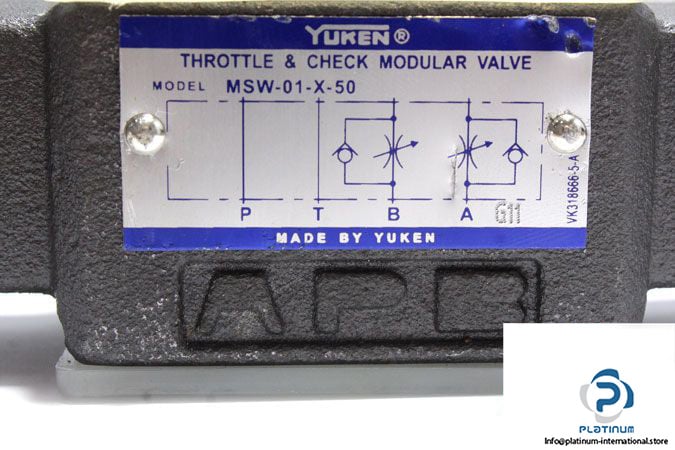 YUKEN®
THROTTLE & CHECK MODULAR VALVE
MODEL MSW-01-X-50
P T B A G11
VK318666-5-A
MADE BY YUKEN
APB
PLATINUM
Info@platinum-international.store